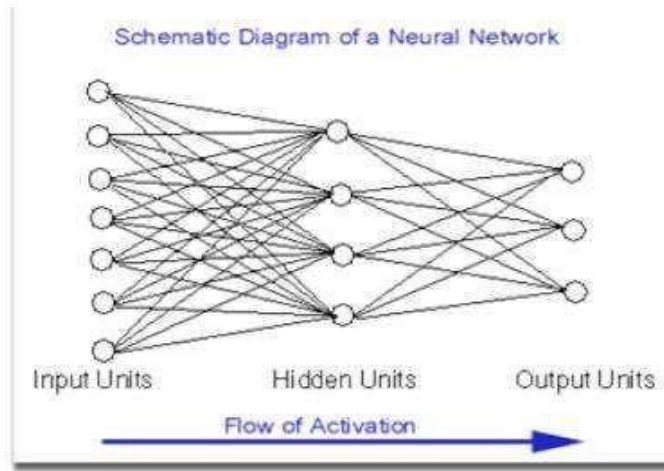 Schematic Diagram of a Neural Network
Input Units
Hidden Units
Output Units
Flow of Activation